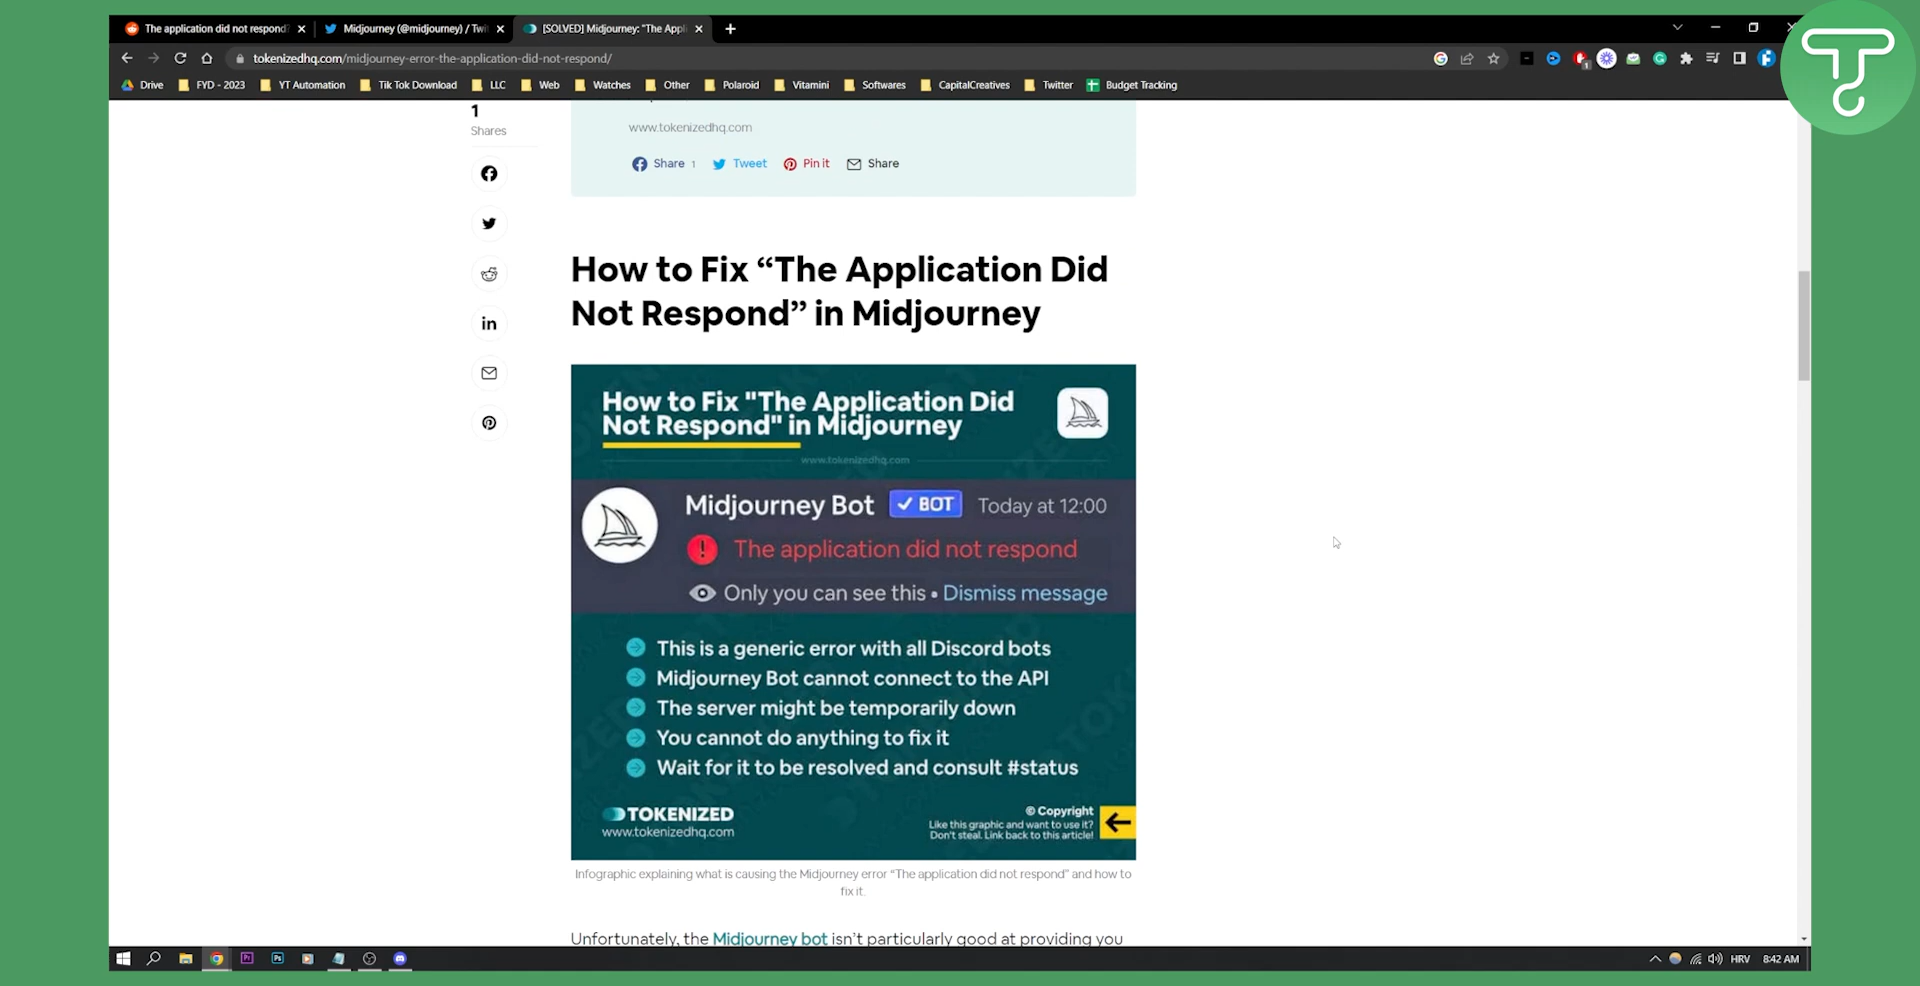 The application did not respond
Midjourney (@midjourney) / Twi
[SOLVED] Midjourney: "The Appl
tokenizedhq.com/midjourney-error-the-application-did-not-respond/
1
Drive
FYD - 2023
YT Automation
Tik Tok Download
LLC
Web
Watches
Other
Polaroid
Vitamini
Softwares
CapitalCreatives
Twitter
Budget Tracking
1
Shares
www.tokenizedhq.com
Share 1
Tweet
Pin it
Share
How to Fix “The Application Did
Not Respond” in Midjourney
How to Fix "The Application Did
Not Respond" in Midjourney
www.tokenizedhq.com
Midjourney Bot ✓ BOT Today at 12:00
The application did not respond
Only you can see this • Dismiss message
This is a generic error with all Discord bots
Midjourney Bot cannot connect to the API
The server might be temporarily down
You cannot do anything to fix it
Wait for it to be resolved and consult #status
TOKENIZED
www.tokenizedhq.com
© Copyright
Like this graphic and want to use it?
Don't steal. Link back to this article!
Infographic explaining what is causing the Midjourney error “The application did not respond” and how to
fix it.
Unfortunately, the Midjourney bot isn’t particularly good at providing you
HRV
8:42 AM